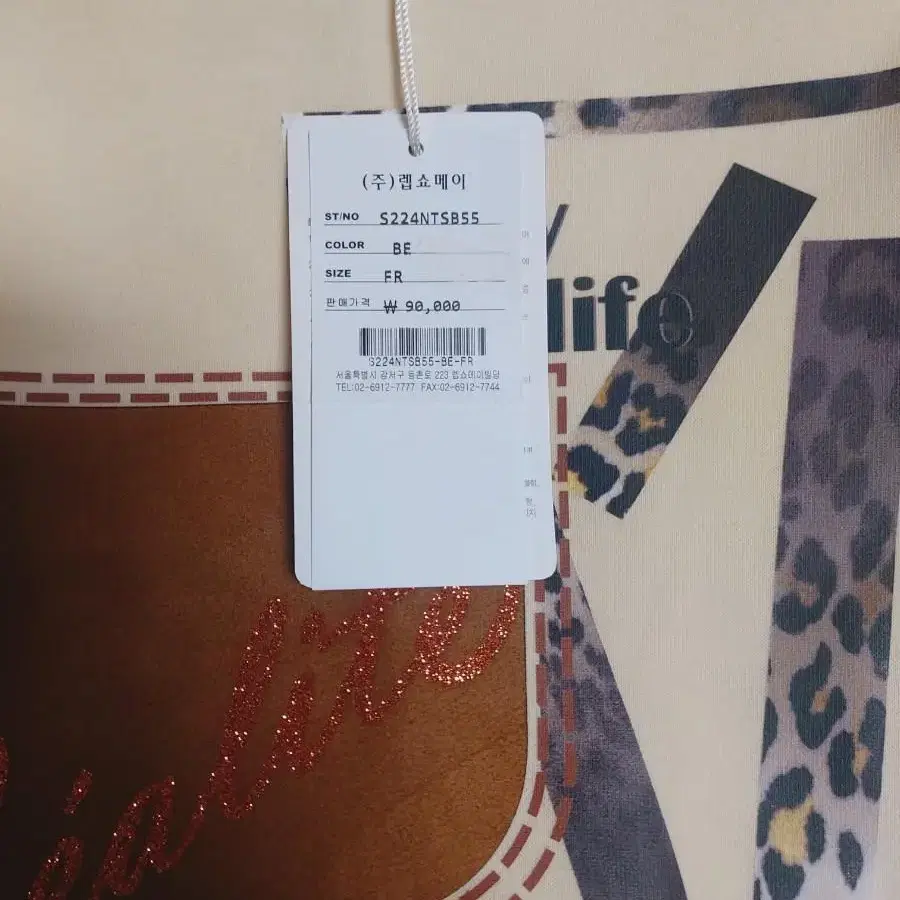 (주)렙쇼메이
ST/NO S224NTSB55
COLOR BE
SIZE FR
판매가격 ₩ 90,000
S224NTSB55-BE-FR
서울특별시 강서구 등촌로 223 렙쇼메이빌딩
TEL:02-6912-7777 FAX:02-6912-7744
life